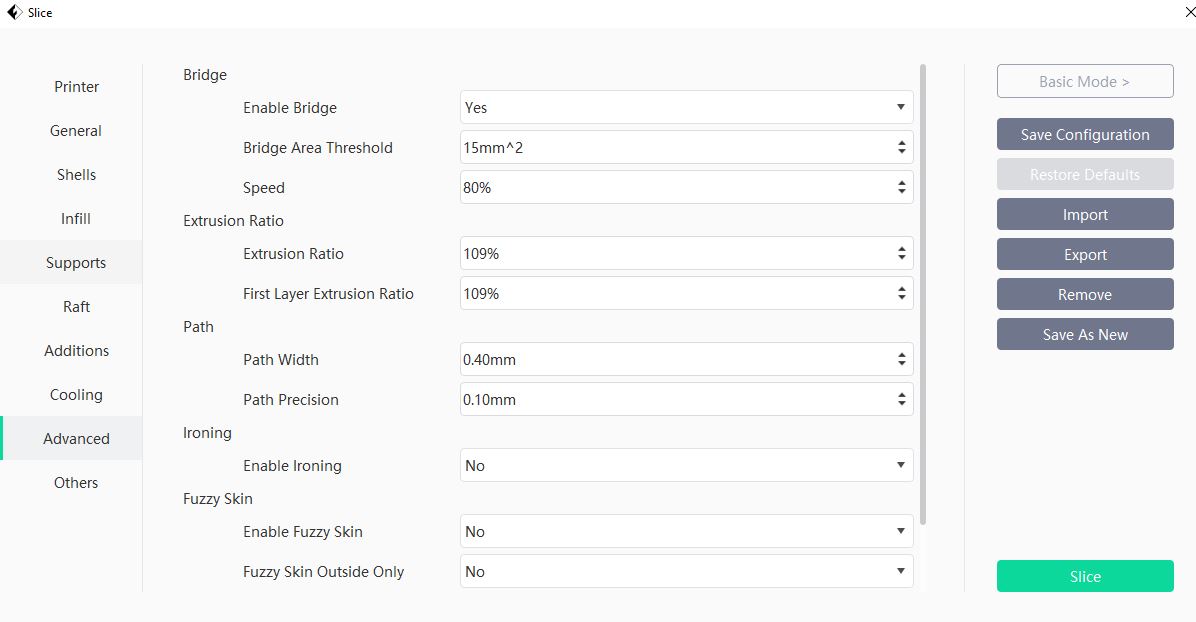 Slice
Printer
General
Shells
Infill
Supports
Raft
Additions
Cooling
Advanced
Others
Bridge
Enable Bridge Yes
Bridge Area Threshold 15mm^2
Speed 80%
Extrusion Ratio
Extrusion Ratio 109%
First Layer Extrusion Ratio 109%
Path
Path Width 0.40mm
Path Precision 0.10mm
Ironing
Enable Ironing No
Fuzzy Skin
Enable Fuzzy Skin No
Fuzzy Skin Outside Only No
Basic Mode >
Save Configuration
Restore Defaults
Import
Export
Remove
Save As New
Slice